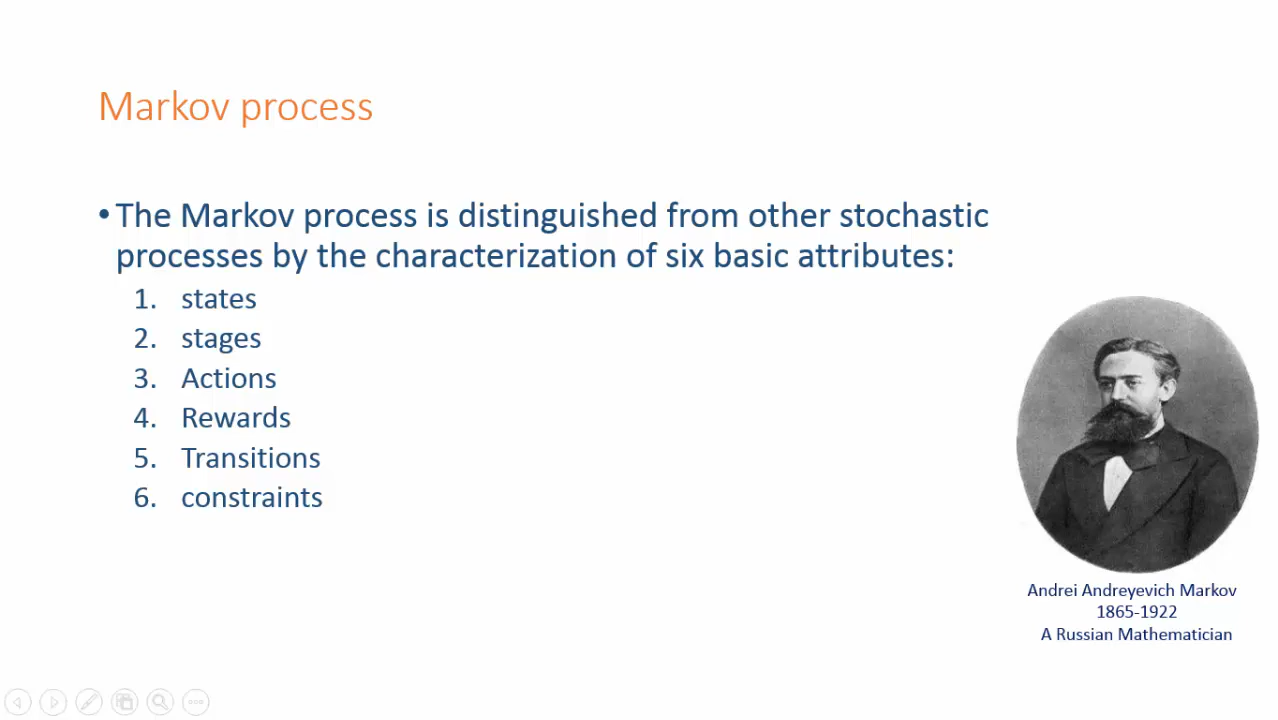 Markov process
• The Markov process is distinguished from other stochastic
processes by the characterization of six basic attributes:
1. states
2. stages
3. Actions
4. Rewards
5. Transitions
6. constraints
Andrei Andreyevich Markov
1865-1922
A Russian Mathematician